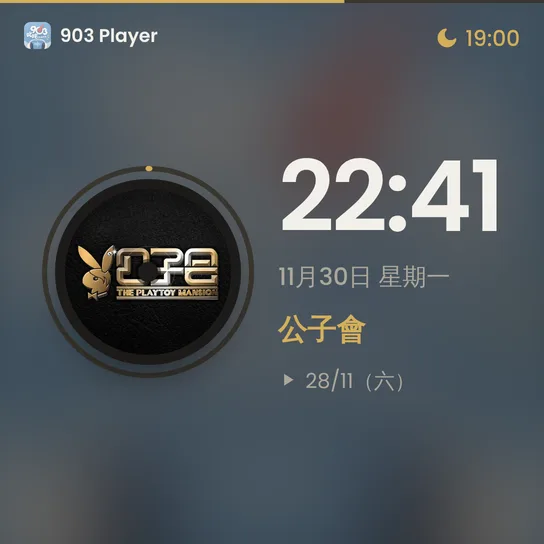 903 Player
19:00
22:41
11月30日 星期一
公子會
28/11（六）
THE PLAYTOY MANSION